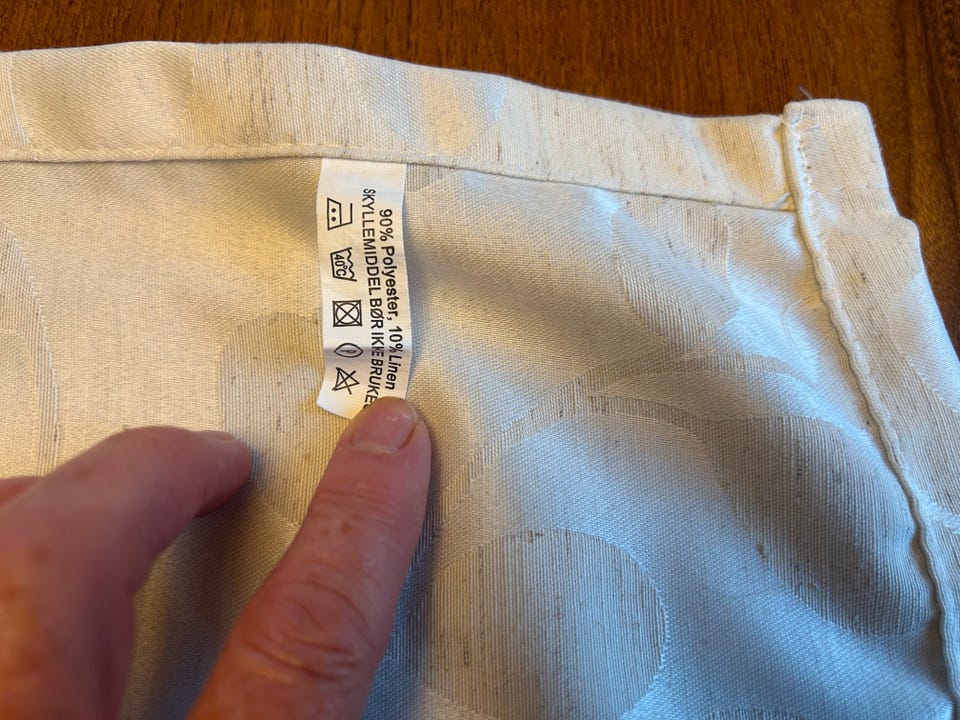 90% Polyester, 10% Linen
SKYLLEMIDDEL BØR IKKE BRUKES
40°C